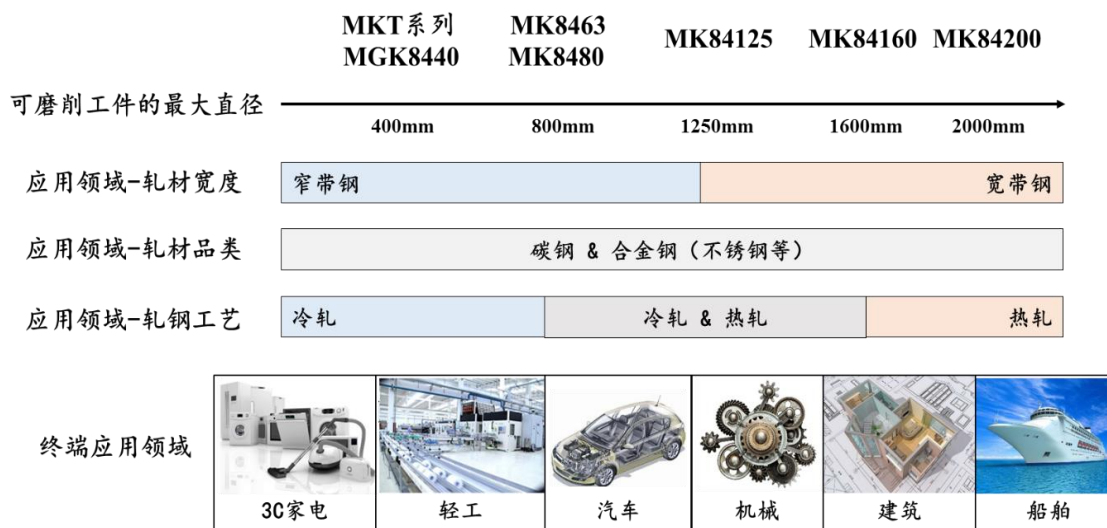 MKT系列 MK8463 MK84125 MK84160 MK84200
MGK8440 MK8480
可磨削工件的最大直径
400mm 800mm 1250mm 1600mm 2000mm
应用领域-轧材宽度 窄带钢 宽带钢
应用领域-轧材品类 碳钢 & 合金钢（不锈钢等）
应用领域-轧钢工艺 冷轧 冷轧 & 热轧 热轧
终端应用领域
3C家电 轻工 汽车 机械 建筑 船舶